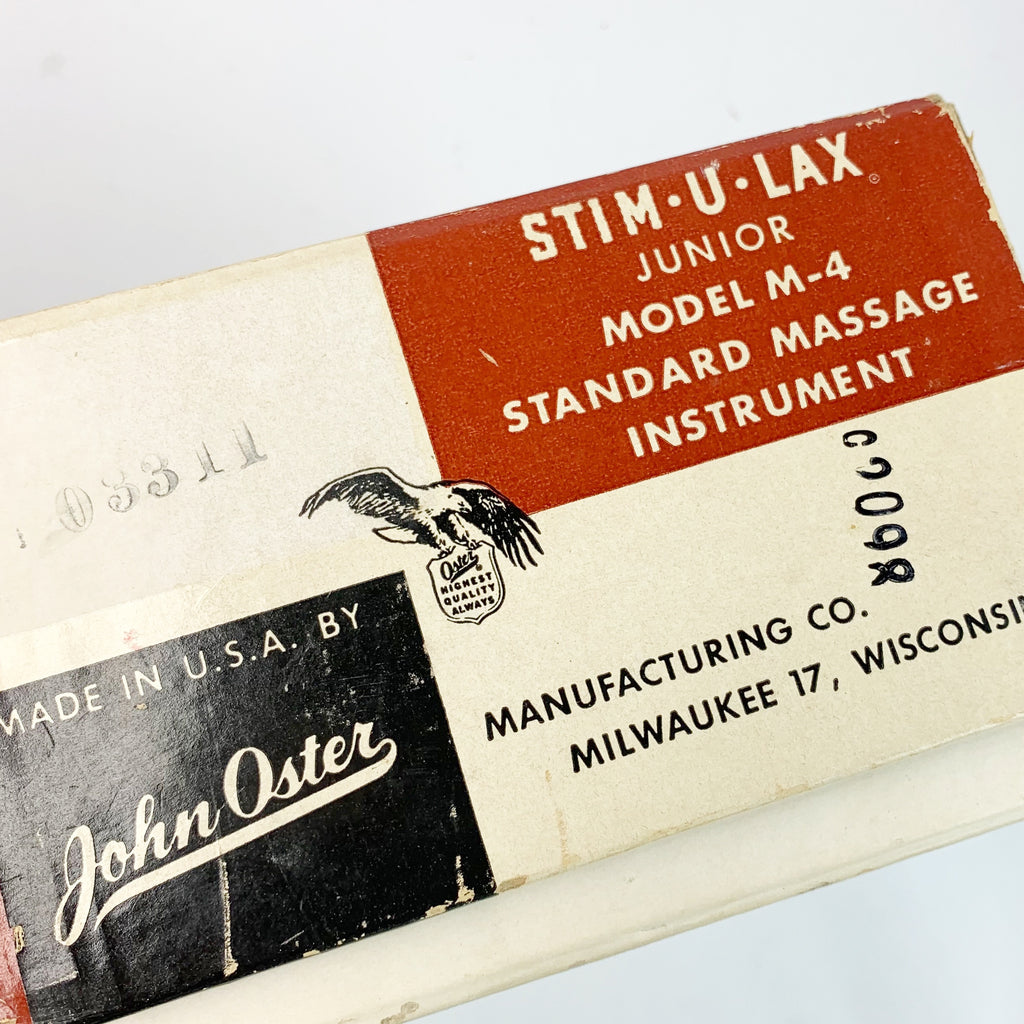 STIM·U·LAX®
JUNIOR
MODEL M-4
STANDARD MASSAGE
INSTRUMENT
03311
C2098
Oster®
HIGHEST
QUALITY
ALWAYS
MADE IN U.S.A. BY
John Oster
MANUFACTURING CO.
MILWAUKEE 17, WISCONSIN